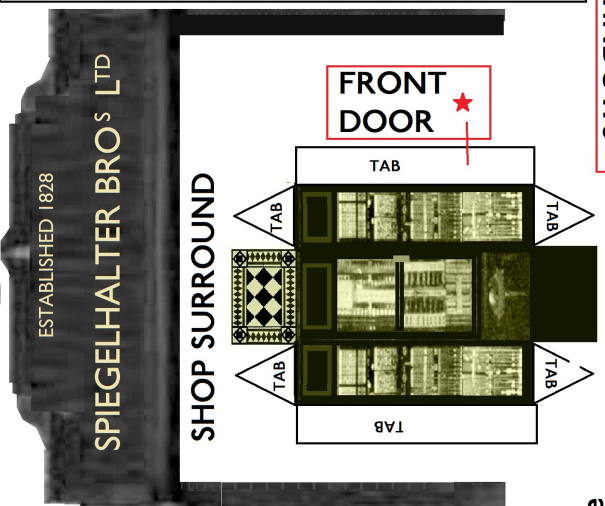 FRONT
DOOR
TAB
TAB
TAB
SHOP SURROUND
SPIEGELHALTER BROS LTD
ESTABLISHED 1828
TAB
TAB
TAB